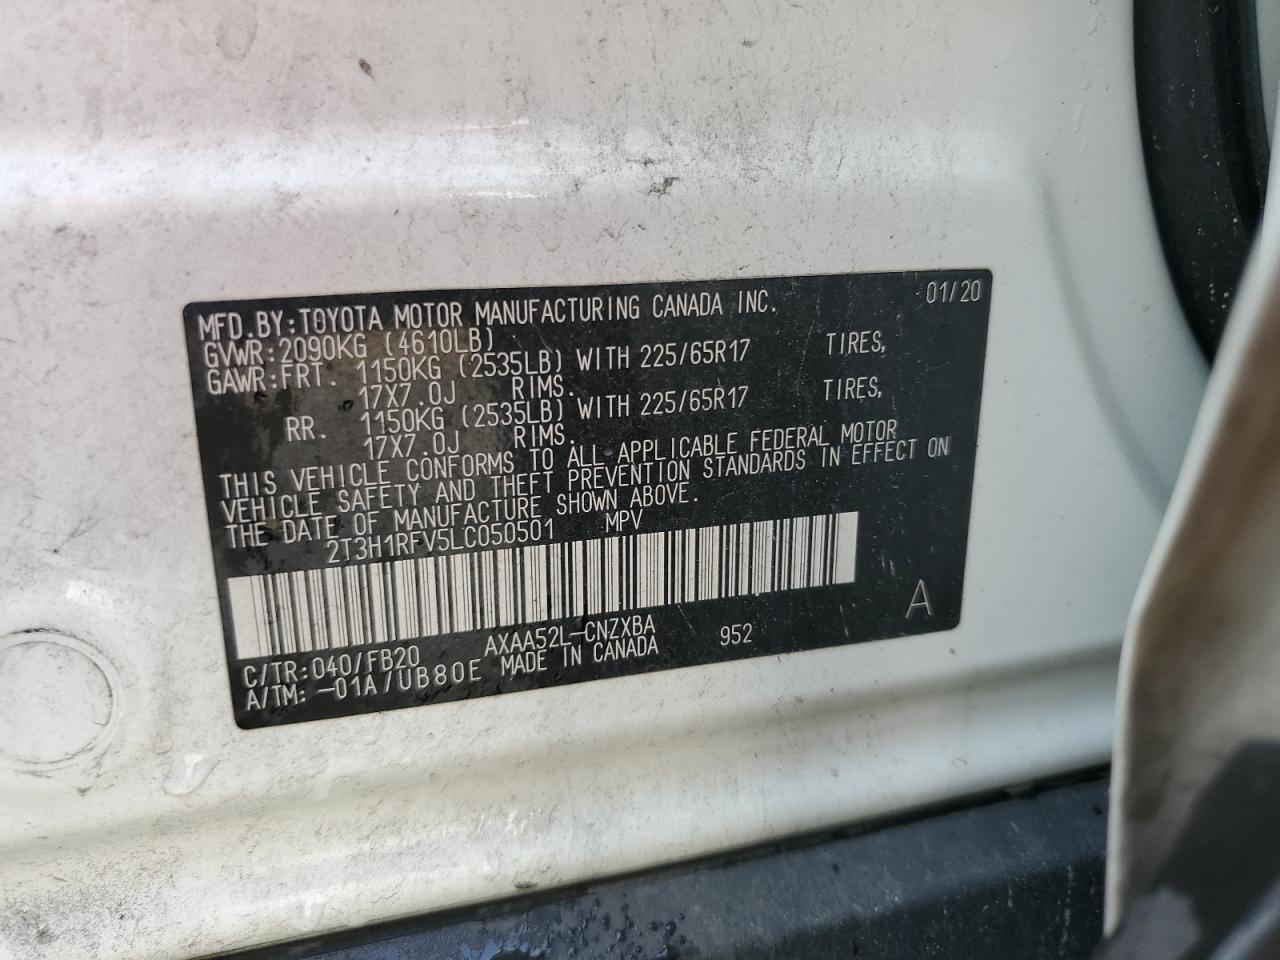 MFD.BY:TOYOTA MOTOR MANUFACTURING CANADA INC. 01/20
GVWR:2090KG (4610LB)
GAWR:FRT. 1150KG (2535LB) WITH 225/65R17 TIRES,
17X7.0J RIMS.
RR. 1150KG (2535LB) WITH 225/65R17 TIRES,
17X7.0J RIMS.
THIS VEHICLE CONFORMS TO ALL APPLICABLE FEDERAL MOTOR
VEHICLE SAFETY AND THEFT PREVENTION STANDARDS IN EFFECT ON
THE DATE OF MANUFACTURE SHOWN ABOVE.
2T3H1RFV5LC050501 MPV
A
C/TR:040/FB20 AXAA52L-CNZXBA 952
A/TM:-01A/UB80E MADE IN CANADA